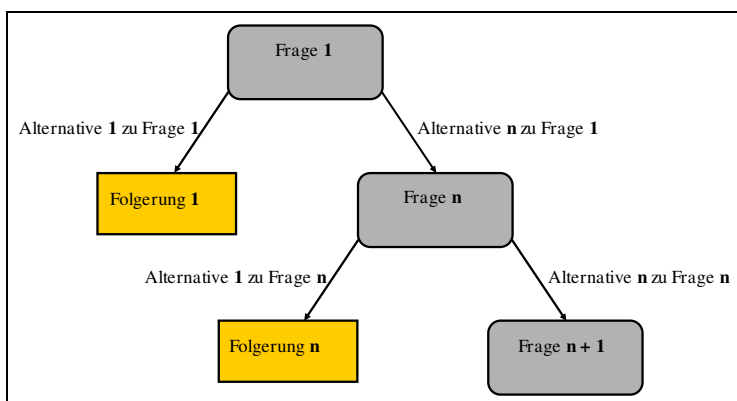 Frage 1
Alternative 1 zu Frage 1
Alternative n zu Frage 1
Folgerung 1
Frage n
Alternative 1 zu Frage n
Alternative n zu Frage n
Folgerung n
Frage n + 1